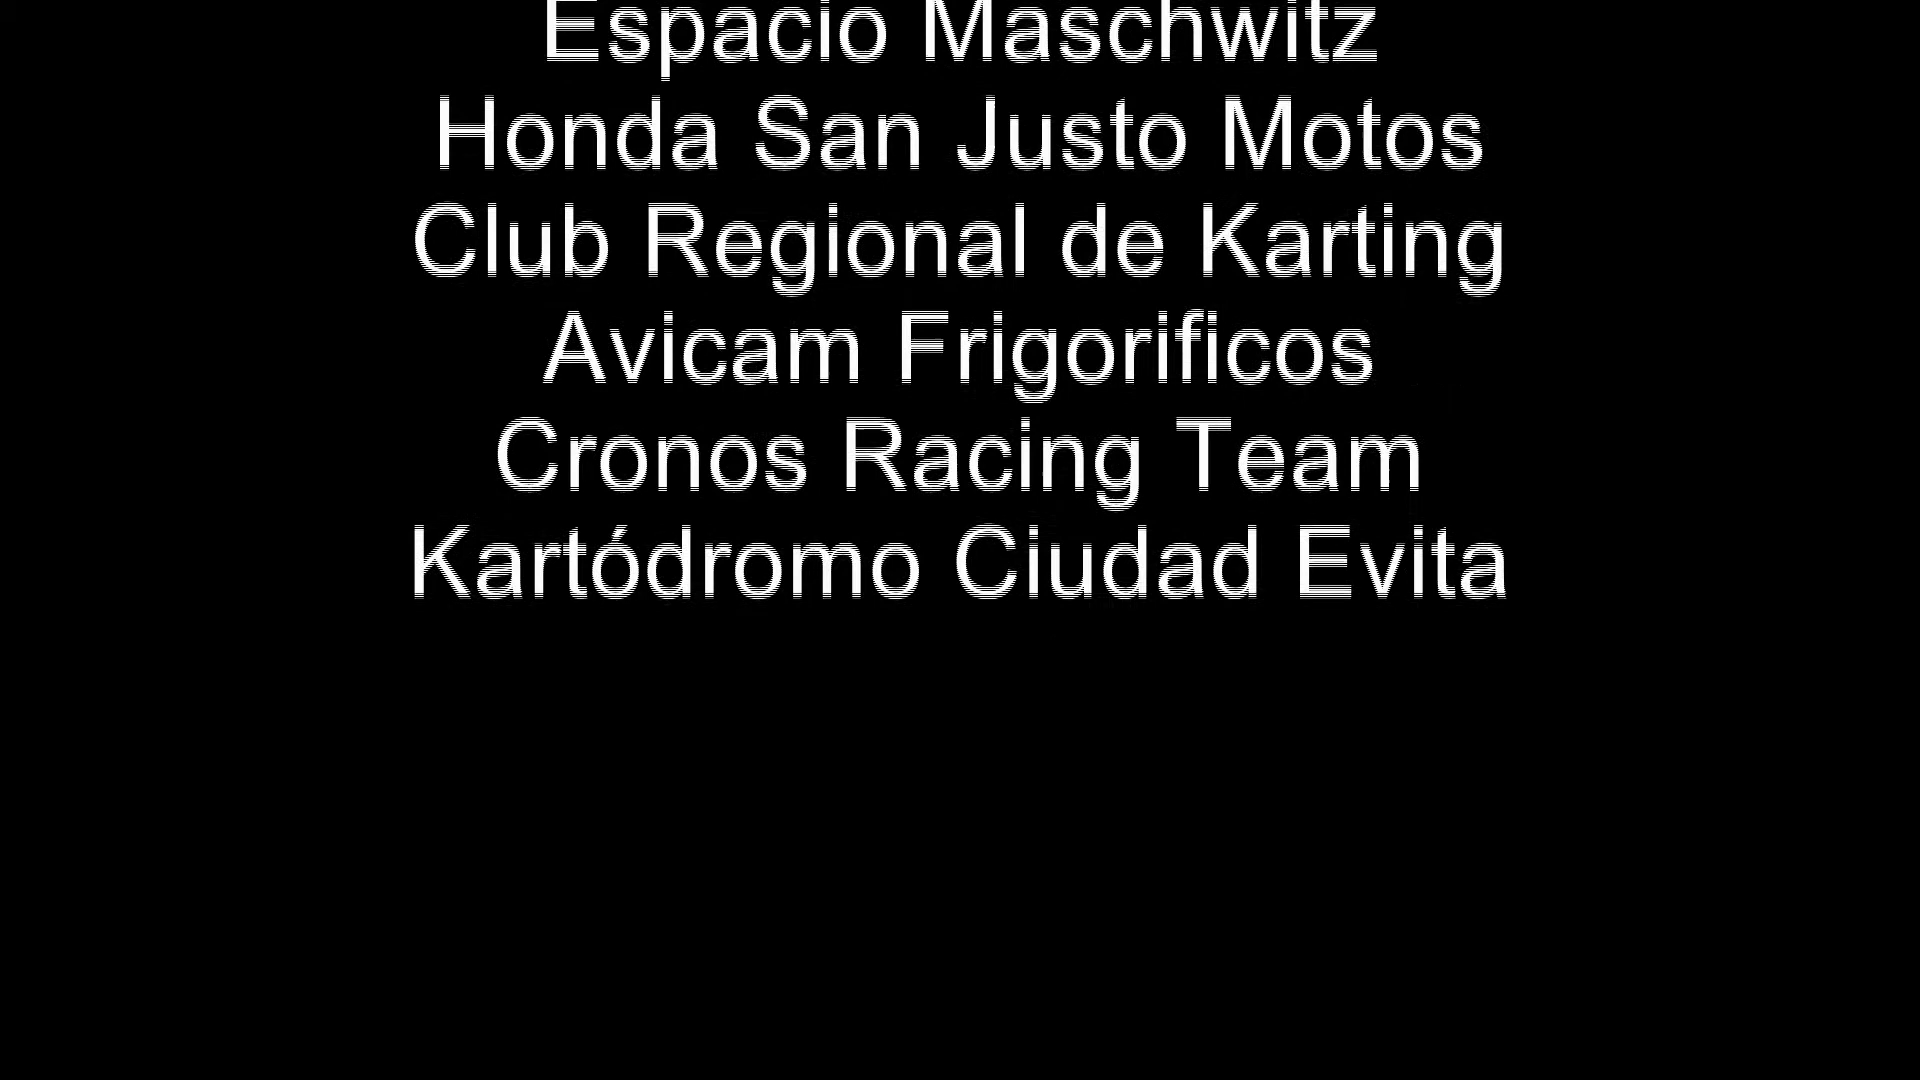 Espacio Maschwitz
Honda San Justo Motos
Club Regional de Karting
Avicam Frigorificos
Cronos Racing Team
Kartódromo Ciudad Evita